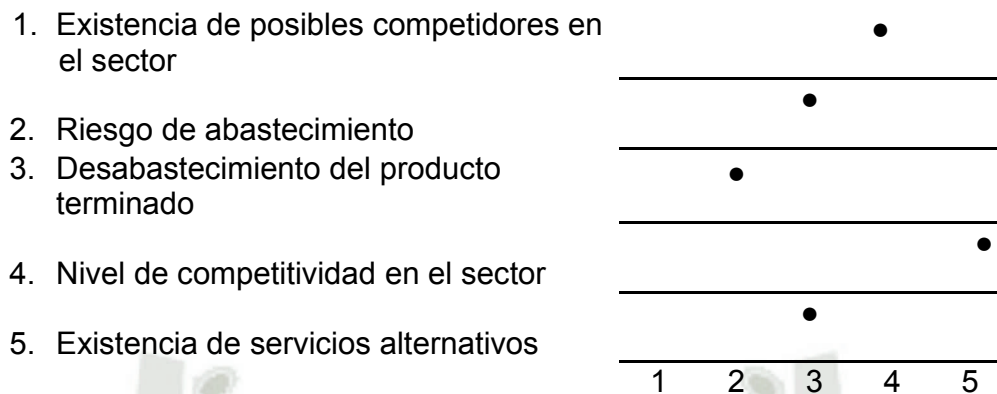 1. Existencia de posibles competidores en
el sector
2. Riesgo de abastecimiento
3. Desabastecimiento del producto
terminado
4. Nivel de competitividad en el sector
5. Existencia de servicios alternativos
1 2 3 4 5